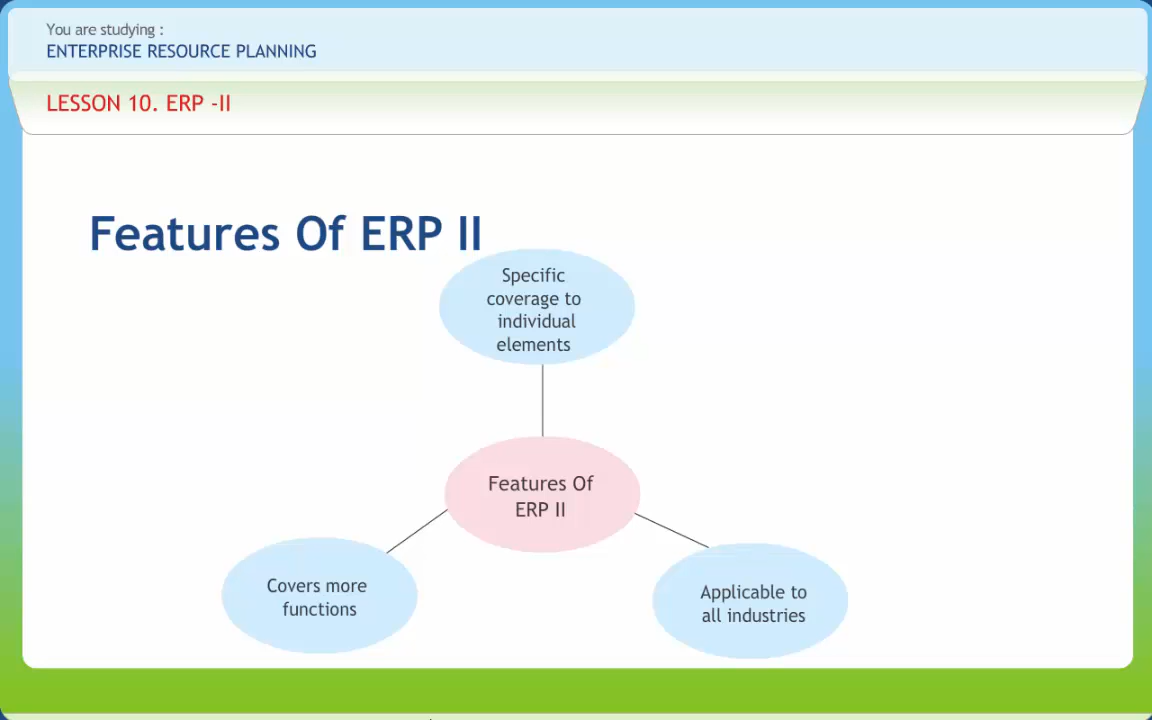 You are studying :
ENTERPRISE RESOURCE PLANNING
LESSON 10. ERP -II
Features Of ERP II
Specific
coverage to
individual
elements
Features Of
ERP II
Covers more
functions
Applicable to
all industries